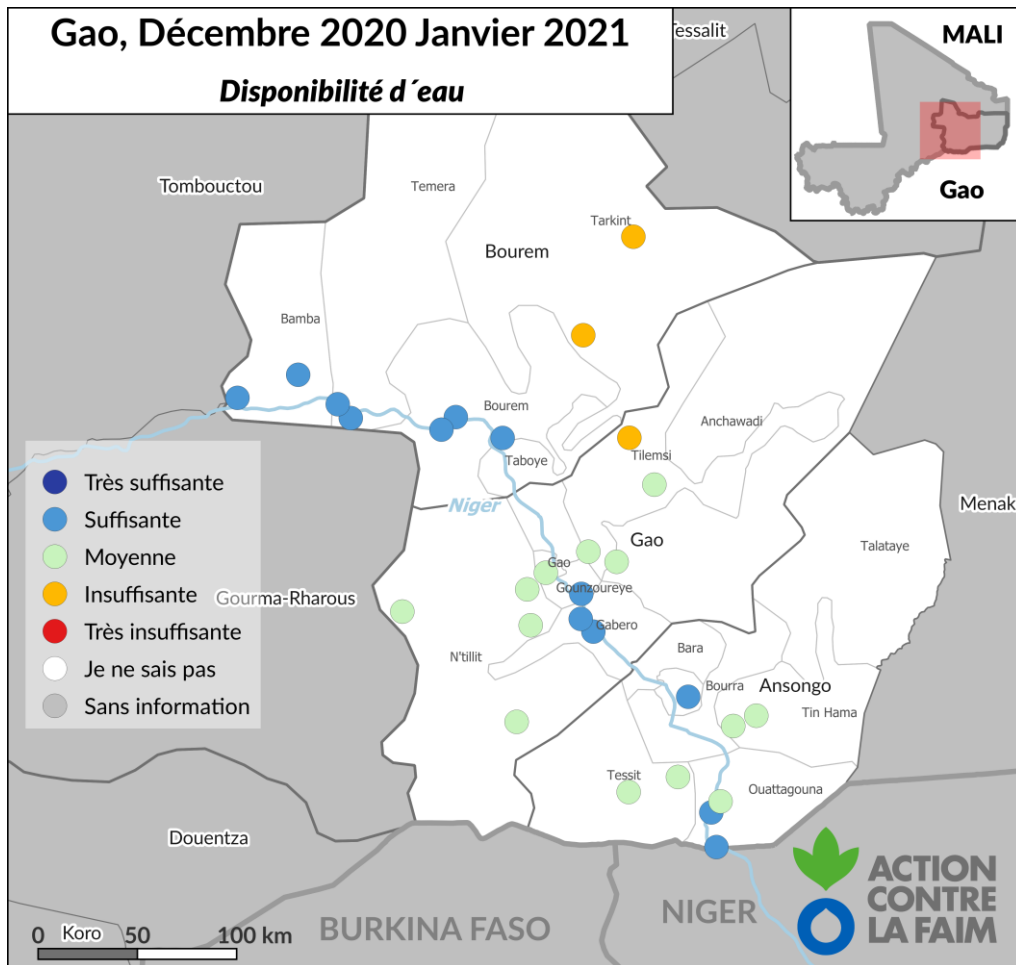 Gao, Décembre 2020 Janvier 2021
Disponibilité d´eau
Tessalit
MALI
Gao
Tombouctou
Temera
Tarkint
Bourem
Bamba
Bourem
Anchawadi
Taboye
Tilemsi
Niger
Menak
Talataye
Gao
Gao
Gounzoureye
Gourma-Rharous
Gabero
N'tillit
Bara
Bourra
Ansongo
Tin Hama
Tessit
Ouattagouna
Très suffisante
Suffisante
Moyenne
Insuffisante
Très insuffisante
Je ne sais pas
Sans information
Douentza
Koro
0 50 100 km
BURKINA FASO
NIGER
ACTION
CONTRE
LA FAIM